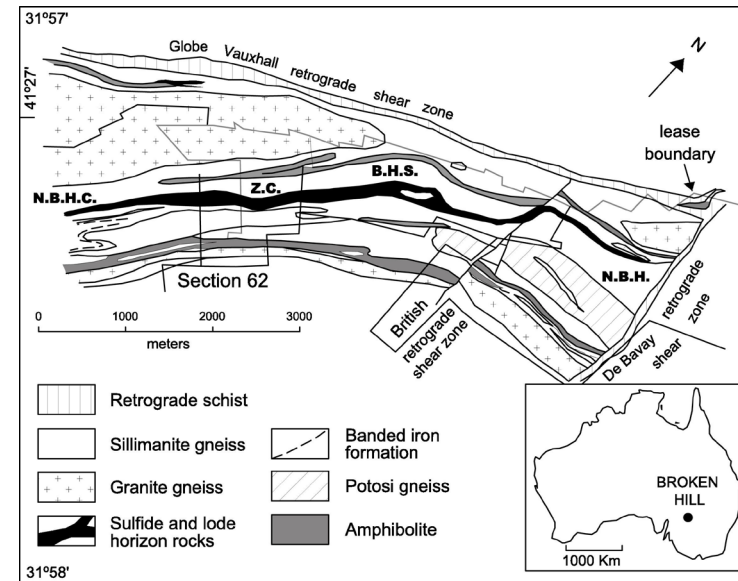 31º57'
41º27'
Globe Vauxhall retrograde shear zone
N
lease
boundary
B.H.S.
Z.C.
N.B.H.C.
N.B.H.
Section 62
British
retrograde
shear zone
De Bavay shear
retrograde zone
0 1000 2000 3000
meters
Retrograde schist
Sillimanite gneiss
Granite gneiss
Sulfide and lode
horizon rocks
Banded iron
formation
Potosi gneiss
Amphibolite
BROKEN
HILL
1000 Km
31º58'